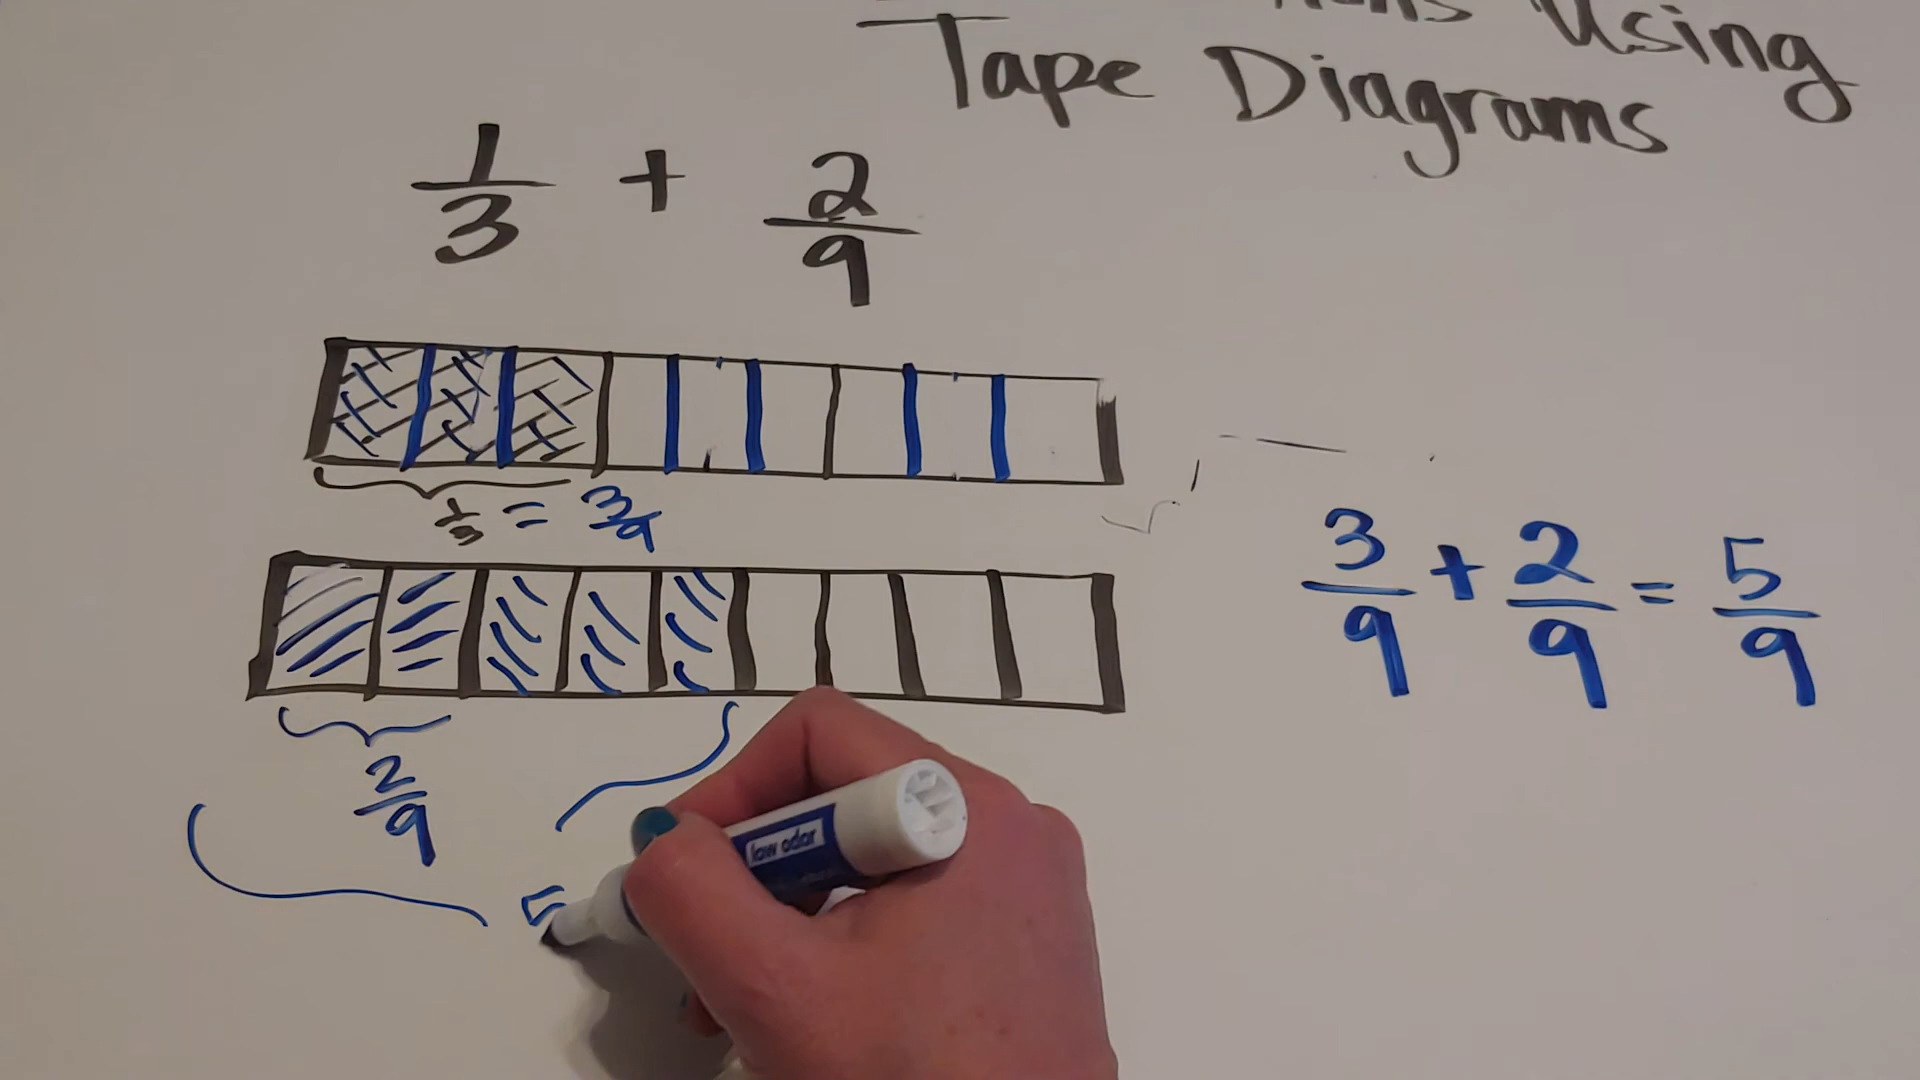 Using
Tape Diagrams
1/3 + 2/9
1/3 = 3/9
3/9 + 2/9 = 5/9
2/9
low odor
5